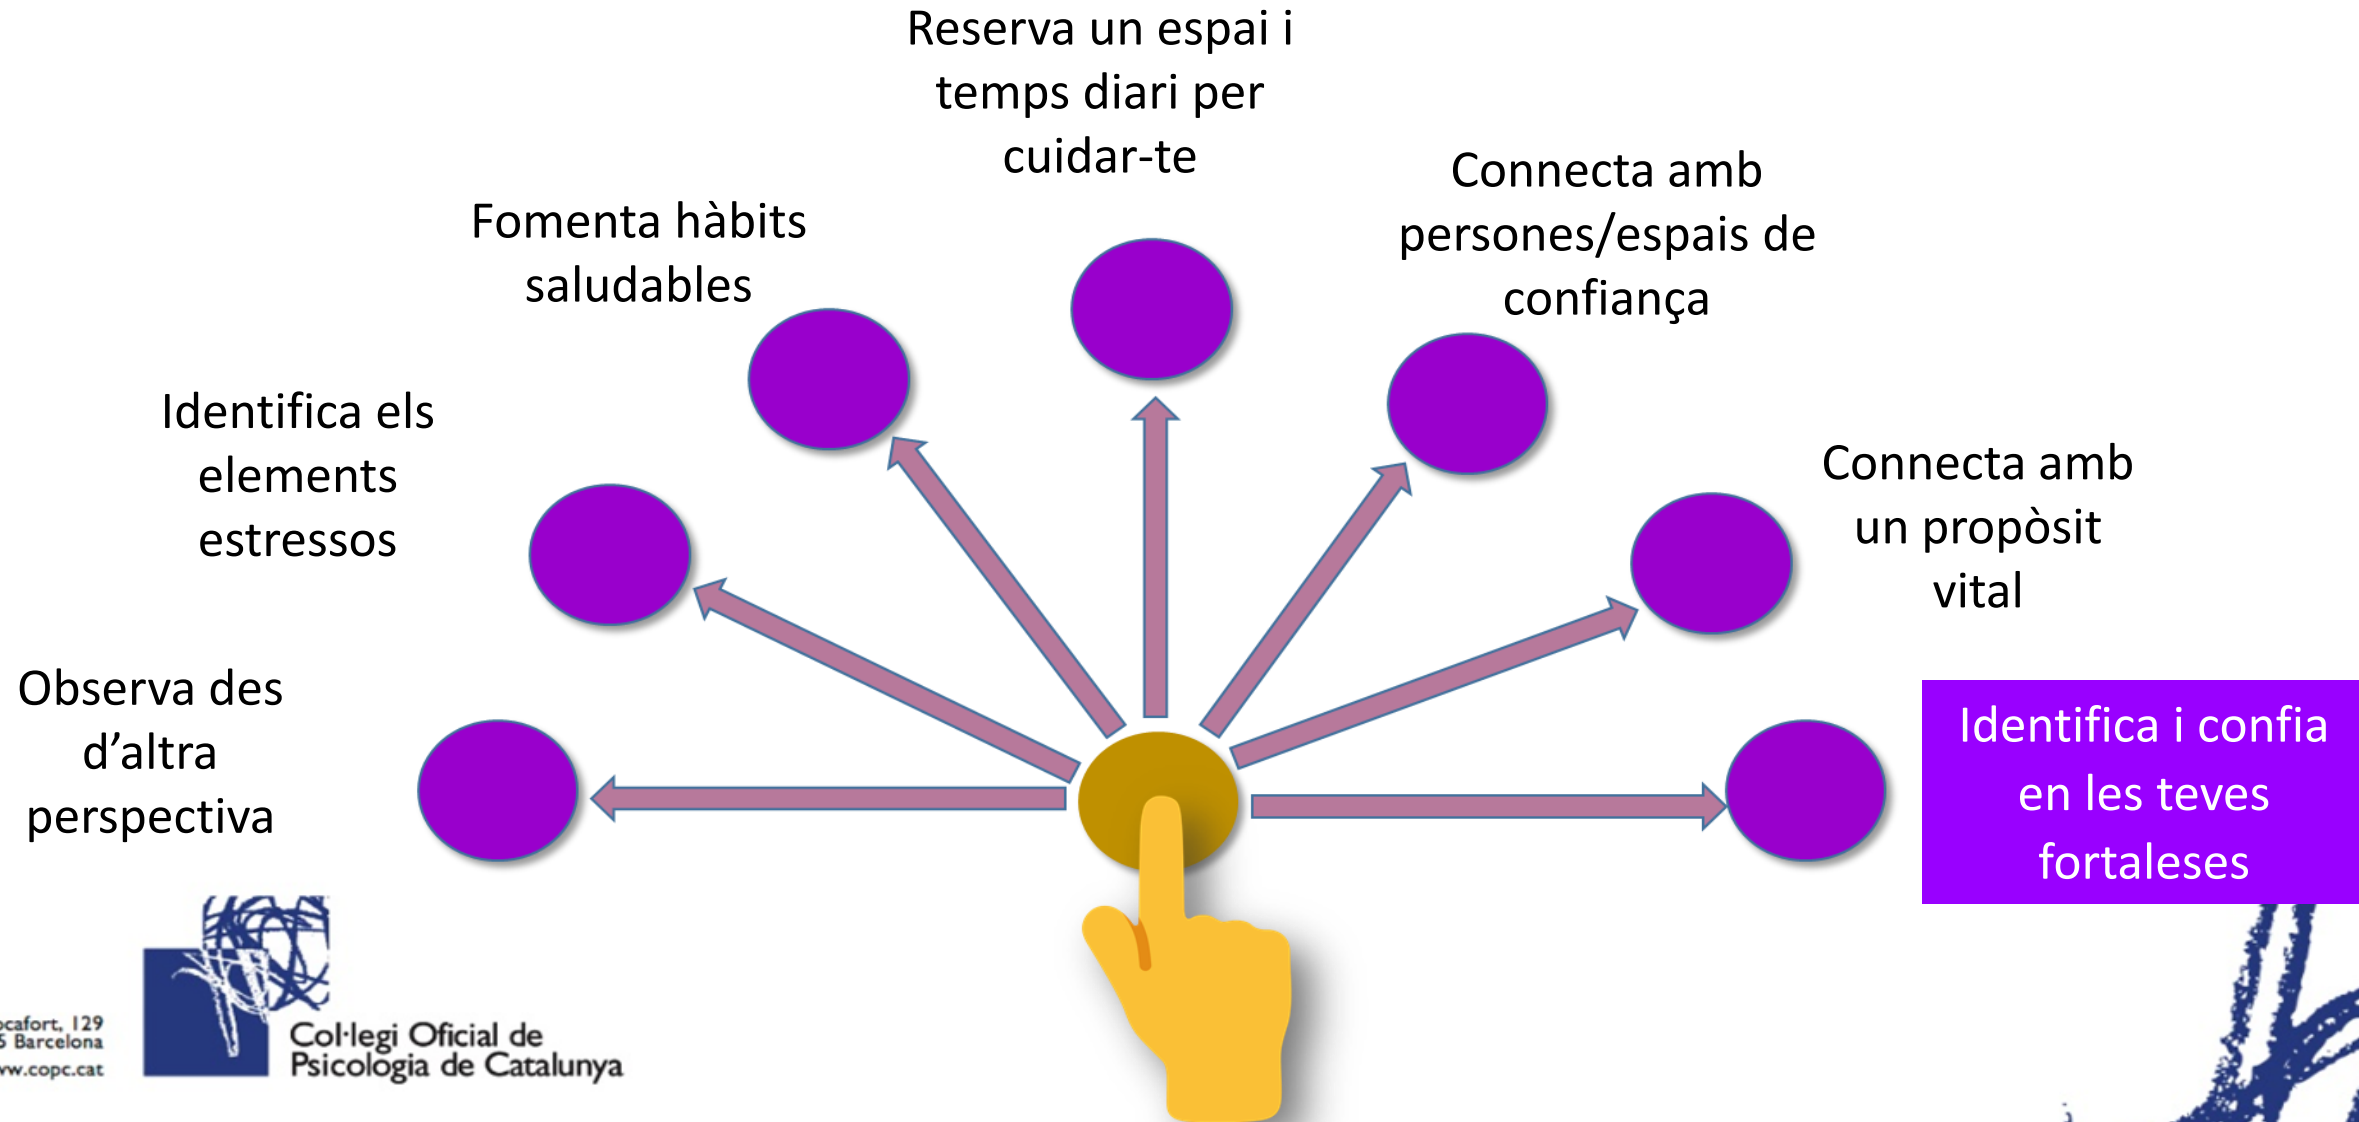 Reserva un espai i
temps diari per
cuidar-te
Fomenta hàbits
saludables
Connecta amb
persones/espais de
confiança
Identifica els
elements
estressos
Connecta amb
un propòsit
vital
Observa des
d’altra
perspectiva
Identifica i confia
en les teves
fortaleses
129
Barcelona
Col·legi Oficial de
Psicologia de Catalunya